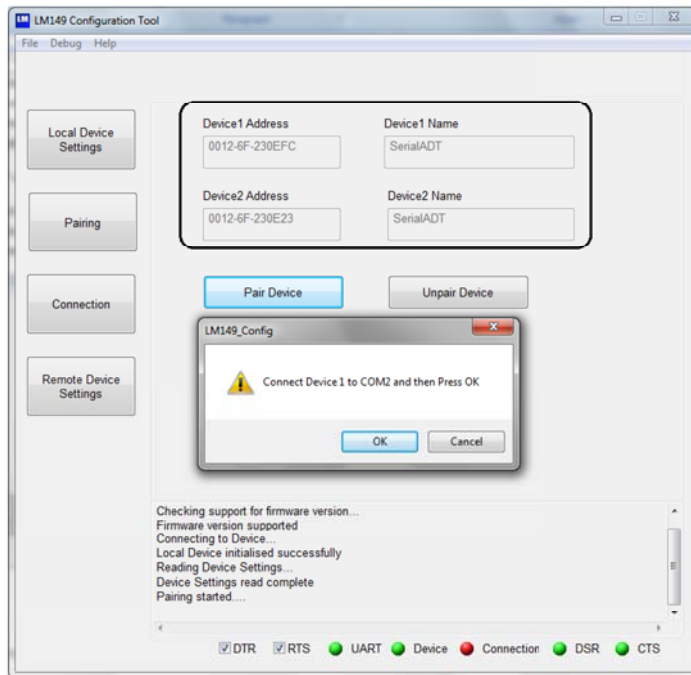 LM149 Configuration Tool
File Debug Help
Local Device
Settings
Pairing
Connection
Remote Device
Settings
Device1 Address
Device1 Name
0012-6F-230EFC
SerialADT
Device2 Address
Device2 Name
0012-6F-230E23
SerialADT
Pair Device
Unpair Device
LM149_Config
Connect Device 1 to COM2 and then Press OK
OK
Cancel
Checking support for firmware version...
Firmware version supported
Connecting to Device...
Local Device initialised successfully
Reading Device Settings...
Device Settings read complete
Pairing started....
DTR RTS UART Device Connection DSR CTS